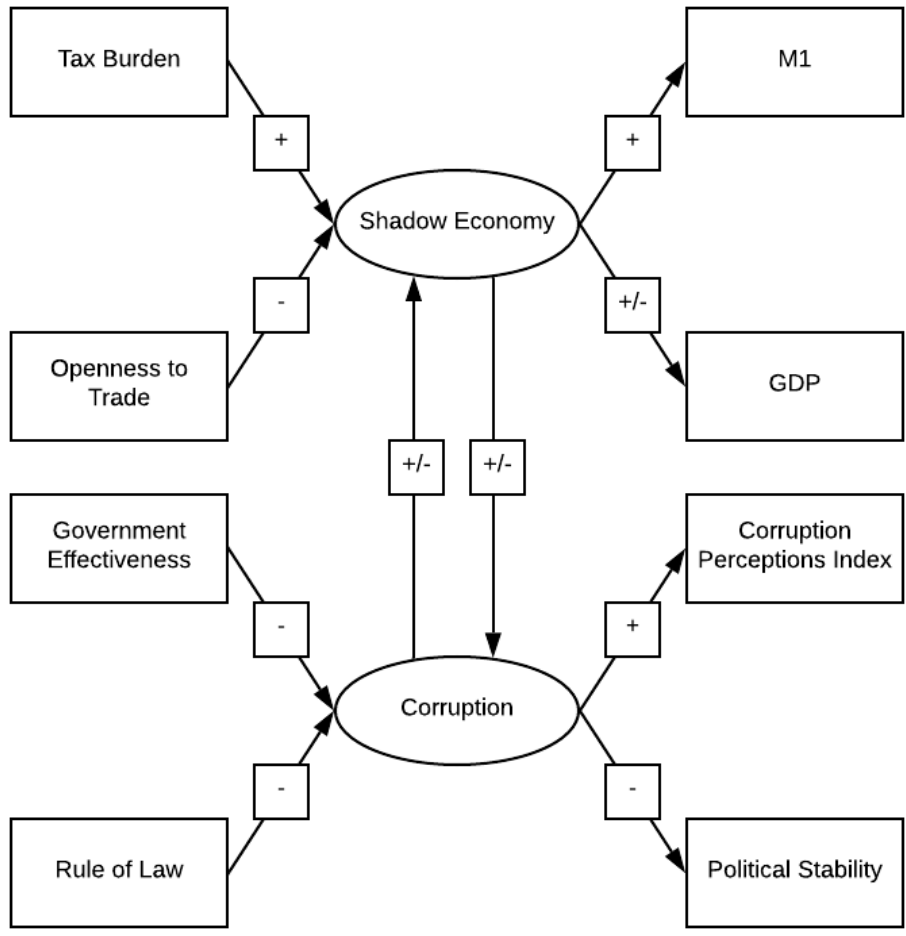 Tax Burden
M1
+
+
Shadow Economy
-
+/-
Openness to
Trade
GDP
+/-
+/-
Government
Effectiveness
Corruption
Perceptions Index
-
+
Corruption
-
-
Rule of Law
Political Stability